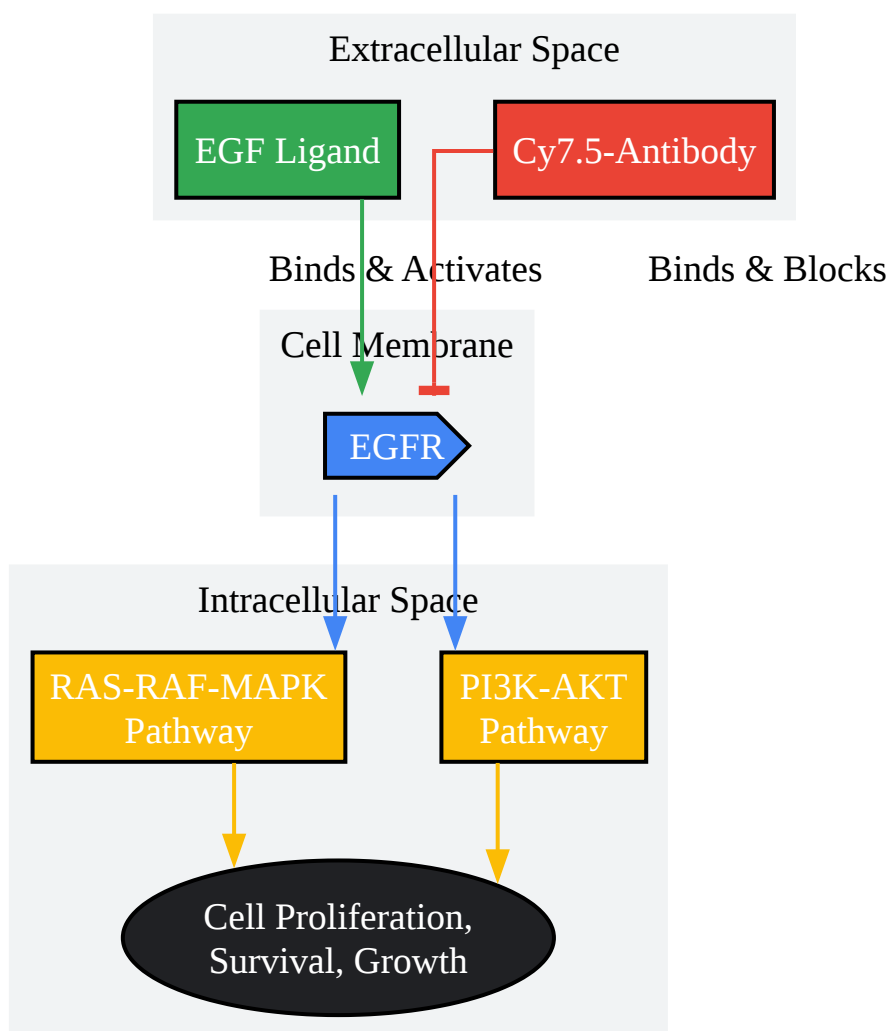 Extracellular Space
EGF Ligand
Cy7.5-Antibody
Binds & Activates
Binds & Blocks
Cell Membrane
EGFR
Intracellular Space
RAS-RAF-MAPK
Pathway
PI3K-AKT
Pathway
Cell Proliferation,
Survival, Growth